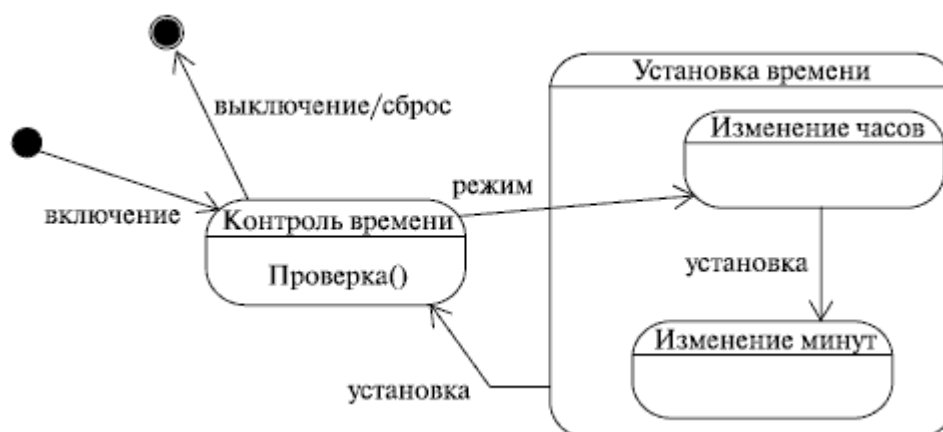 выключение/сброс
Установка времени
Изменение часов
включение
режим
Контроль времени
Проверка()
установка
Изменение минут
установка